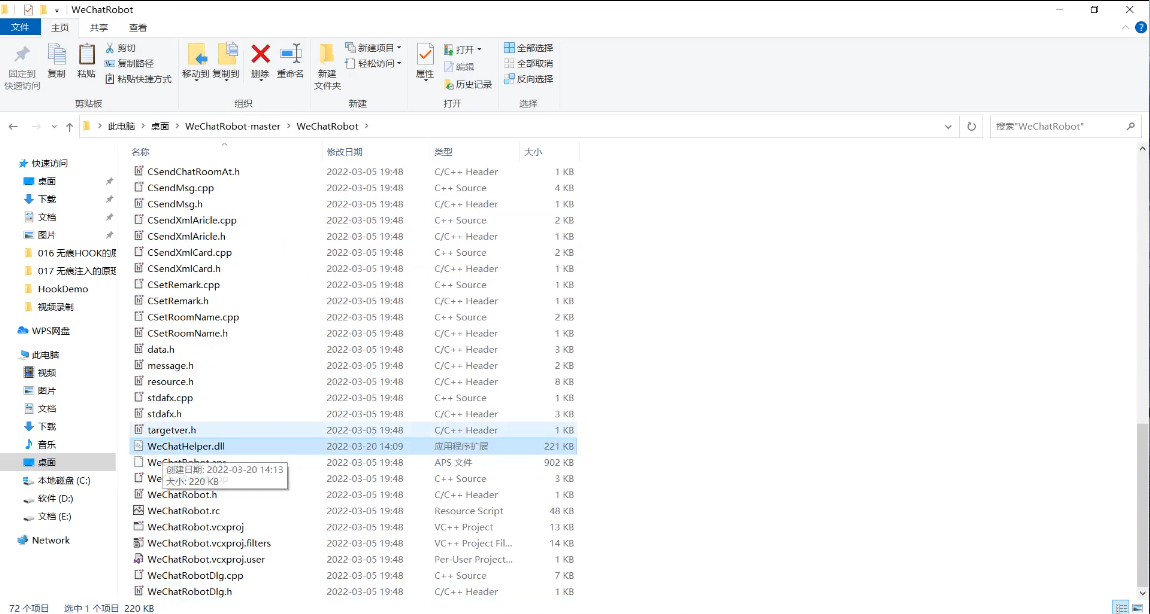 WeChatRobot
文件 主页 共享 查看
固定到快速访问 复制 粘贴 剪切 复制路径 粘贴快捷方式 移动到 复制到 删除 重命名 新建文件夹 新建项目 轻松访问 属性 打开 编辑 历史记录 全部选择 全部取消 反向选择
剪贴板 组织 新建 打开 选择
此电脑 > 桌面 > WeChatRobot-master > WeChatRobot > 搜索"WeChatRobot"
名称 修改日期 类型 大小
快速访问
桌面
下载
文档
图片
016 无痕HOOK的原
017 无痕注入的原理
HookDemo
视频录制
WPS网盘
此电脑
视频
图片
文档
下载
音乐
桌面
本地磁盘 (C:)
软件 (D:)
文档 (E:)
Network
CSendChatRoomAt.h 2022-03-05 19:48 C/C++ Header 1 KB
CSendMsg.cpp 2022-03-05 19:48 C++ Source 4 KB
CSendMsg.h 2022-03-05 19:48 C/C++ Header 1 KB
CSendXmlAricle.cpp 2022-03-05 19:48 C++ Source 2 KB
CSendXmlAricle.h 2022-03-05 19:48 C/C++ Header 1 KB
CSendXmlCard.cpp 2022-03-05 19:48 C++ Source 2 KB
CSendXmlCard.h 2022-03-05 19:48 C/C++ Header 1 KB
CSetRemark.cpp 2022-03-05 19:48 C++ Source 1 KB
CSetRemark.h 2022-03-05 19:48 C/C++ Header 1 KB
CSetRoomName.cpp 2022-03-05 19:48 C++ Source 2 KB
CSetRoomName.h 2022-03-05 19:48 C/C++ Header 1 KB
data.h 2022-03-05 19:48 C/C++ Header 3 KB
message.h 2022-03-05 19:48 C/C++ Header 2 KB
resource.h 2022-03-05 19:48 C/C++ Header 8 KB
stdafx.cpp 2022-03-05 19:48 C++ Source 1 KB
stdafx.h 2022-03-05 19:48 C/C++ Header 3 KB
targetver.h 2022-03-05 19:48 C/C++ Header 1 KB
WeChatHelper.dll 2022-03-20 14:09 应用程序扩展 221 KB
2022-03-05 19:48 APS 文件 902 KB
创建日期: 2022-03-20 14:13
大小: 220 KB
2022-03-05 19:48 C++ Source 3 KB
WeChatRobot.h 2022-03-05 19:48 C/C++ Header 1 KB
WeChatRobot.rc 2022-03-05 19:48 Resource Script 48 KB
WeChatRobot.vcxproj 2022-03-05 19:48 VC++ Project 13 KB
WeChatRobot.vcxproj.filters 2022-03-05 19:48 VC++ Project Fil... 14 KB
WeChatRobot.vcxproj.user 2022-03-05 19:48 Per-User Project... 1 KB
WeChatRobotDlg.cpp 2022-03-05 19:48 C++ Source 7 KB
WeChatRobotDlg.h 2022-03-05 19:48 C/C++ Header 1 KB
72 个项目 选中 1 个项目 220 KB